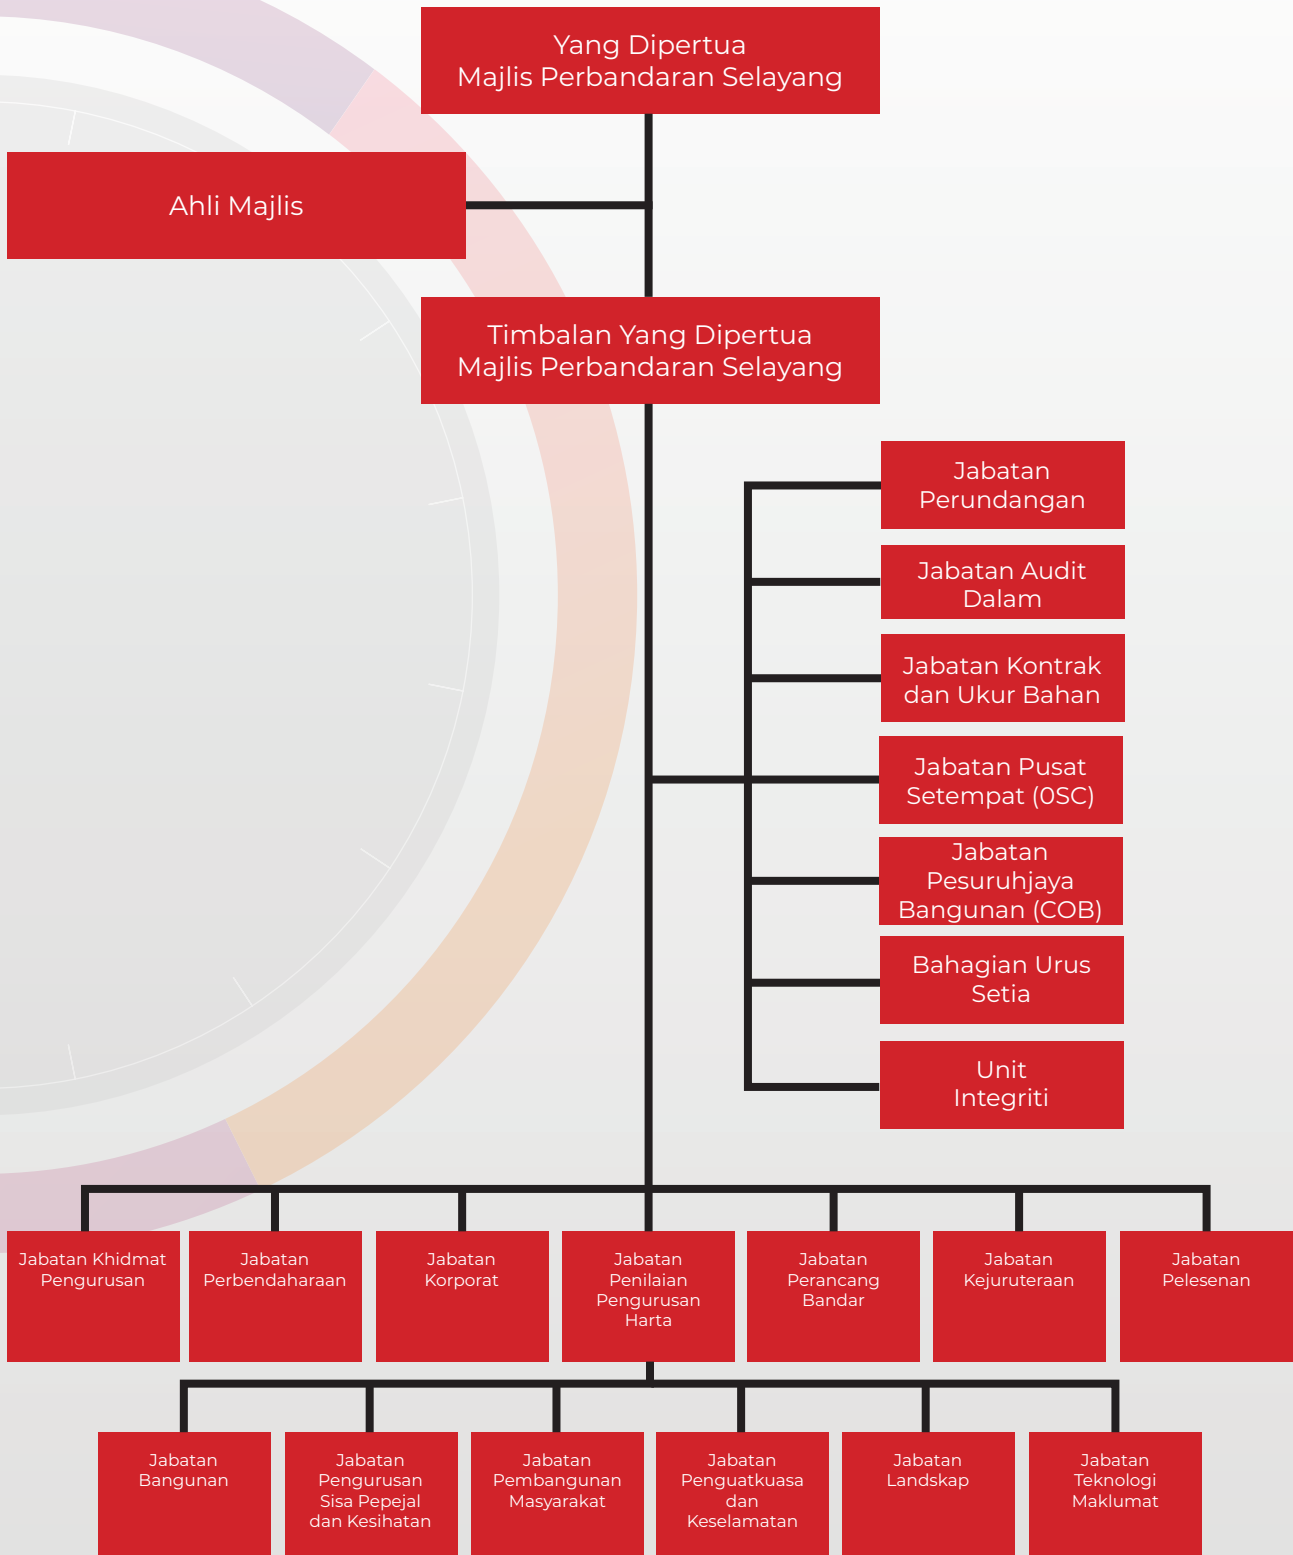 Yang Dipertua
Majlis Perbandaran Selayang
Ahli Majlis
Timbalan Yang Dipertua
Majlis Perbandaran Selayang
Jabatan
Perundangan
Jabatan Audit
Dalam
Jabatan Kontrak
dan Ukur Bahan
Jabatan Pusat
Setempat (0SC)
Jabatan
Pesuruhjaya
Bangunan (COB)
Bahagian Urus
Setia
Unit
Integriti
Jabatan Khidmat
Pengurusan
Jabatan
Perbendaharaan
Jabatan
Korporat
Jabatan
Penilaian
Pengurusan
Harta
Jabatan
Perancang
Bandar
Jabatan
Kejuruteraan
Jabatan
Pelesenan
Jabatan
Bangunan
Jabatan
Pengurusan
Sisa Pepejal
dan Kesihatan
Jabatan
Pembangunan
Masyarakat
Jabatan
Penguatkuasa
dan
Keselamatan
Jabatan
Landskap
Jabatan
Teknologi
Maklumat